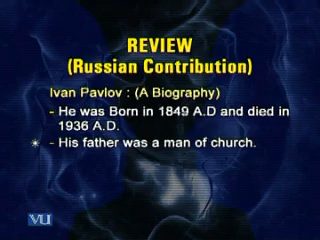 REVIEW
(Russian Contribution)
Ivan Pavlov : (A Biography)
- He was Born in 1849 A.D and died in
1936 A.D.
- His father was a man of church.
VU